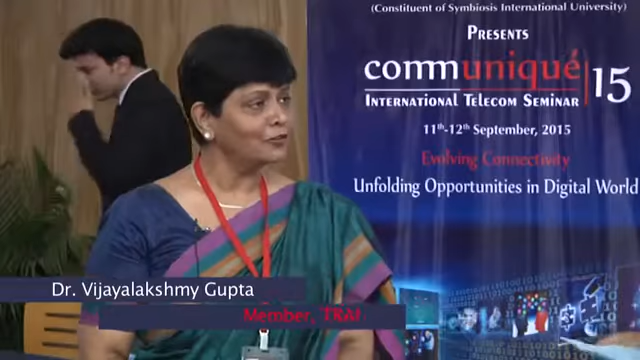 (Constituent of Symbiosis International University)
PRESENTS
communiqué 15
INTERNATIONAL TELECOM SEMINAR
11th-12th September, 2015
Evolving Connectivity
Unfolding Opportunities in Digital World
Dr. Vijayalakshmy Gupta
Member, TRAI